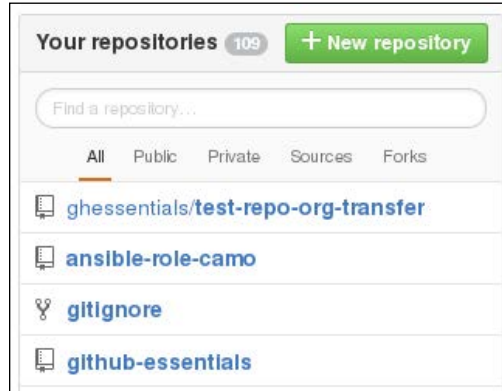 Your repositories 109 + New repository
Find a repository...
All Public Private Sources Forks
ghessentials/test-repo-org-transfer
ansible-role-camo
gitignore
github-essentials